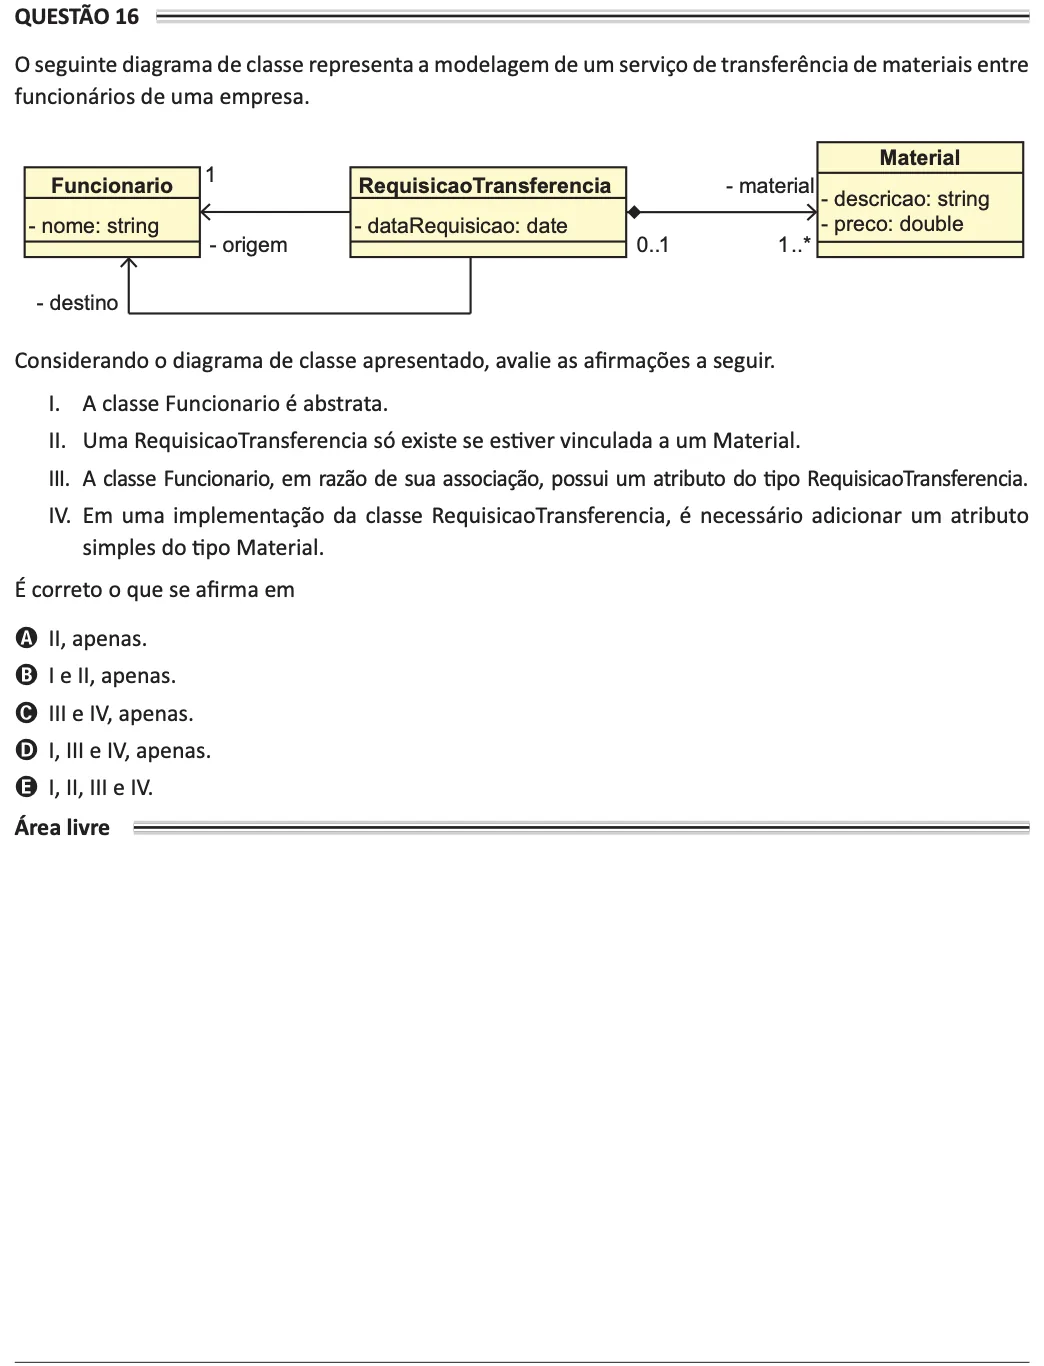 QUESTÃO 16
O seguinte diagrama de classe representa a modelagem de um serviço de transferência de materiais entre
funcionários de uma empresa.
Funcionario
- nome: string
1
- origem
- destino
RequisicaoTransferencia
- dataRequisicao: date
0..1
- material
1..*
Material
- descricao: string
- preco: double
Considerando o diagrama de classe apresentado, avalie as afirmações a seguir.
I. A classe Funcionario é abstrata.
II. Uma RequisicaoTransferencia só existe se estiver vinculada a um Material.
III. A classe Funcionario, em razão de sua associação, possui um atributo do tipo RequisicaoTransferencia.
IV. Em uma implementação da classe RequisicaoTransferencia, é necessário adicionar um atributo
simples do tipo Material.
É correto o que se afirma em
A II, apenas.
B I e II, apenas.
C III e IV, apenas.
D I, III e IV, apenas.
E I, II, III e IV.
Área livre